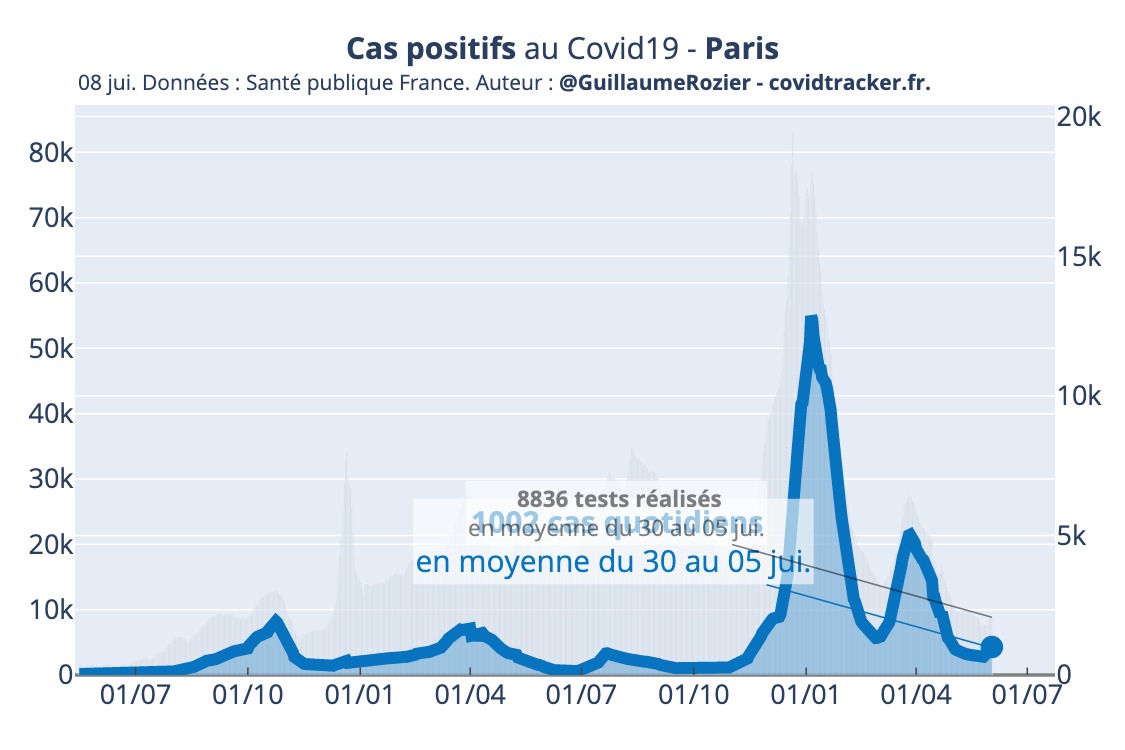 Cas positifs au Covid19 - Paris
08 jui. Données : Santé publique France. Auteur : @GuillaumeRozier - covidtracker.fr.
20k
80k
70k
15k
60k
50k
10k
40k
30k
8836 tests réalisés
1002 cas quotidiens
en moyenne du 30 au 05 jui.
5k
20k
en moyenne du 30 au 05 jui.
10k
0
0
01/07 01/10 01/01 01/04 01/07 01/10 01/01 01/04 01/07